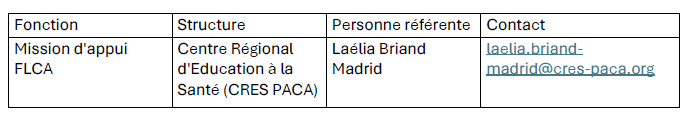 Fonction Structure Personne référente Contact
Mission d'appui FLCA
Centre Régional d'Education à la Santé (CRES PACA)
Laélia Briand Madrid
laelia.briand-madrid@cres-paca.org